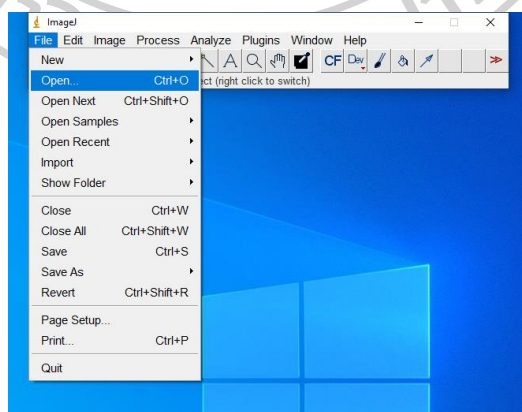 ImageJ
File Edit Image Process Analyze Plugins Window Help
CF Dev
New
ect (right click to switch)
Open... Ctrl+O
Open Next Ctrl+Shift+O
Open Samples
Open Recent
Import
Show Folder
Close Ctrl+W
Close All Ctrl+Shift+W
Save Ctrl+S
Save As
Revert Ctrl+Shift+R
Page Setup...
Print... Ctrl+P
Quit